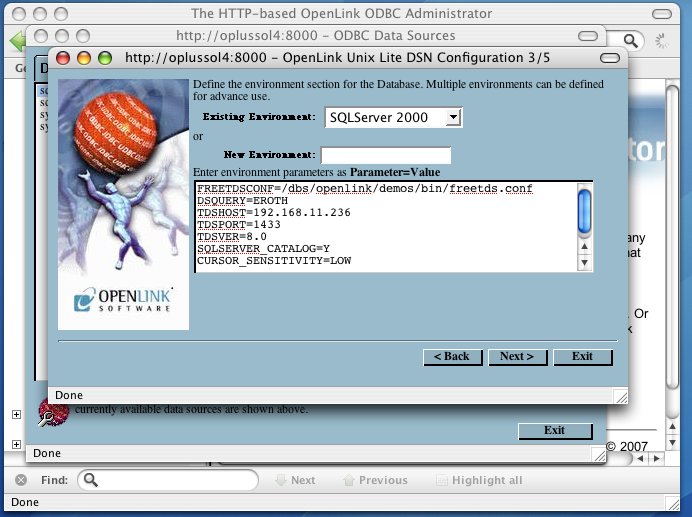 The HTTP-based OpenLink ODBC Administrator
http://oplussol4:8000 - ODBC Data Sources
http://oplussol4:8000 - OpenLink Unix Lite DSN Configuration 3/5
Define the environment section for the Database. Multiple environments can be defined
for advance use.
Existing Environment: SQLServer 2000
or
New Environment:
Enter environment parameters as Parameter=Value
FREETDSCONF=/dbs/openlink/demos/bin/freetds.conf
DSQUERY=EROTH
TDSHOST=192.168.11.236
TDSPORT=1433
TDSVER=8.0
SQLSERVER_CATALOG=Y
CURSOR_SENSITIVITY=LOW
OPENLINK
SOFTWARE
< Back Next > Exit
Done
currently available data sources are shown above.
Exit
Done
© 2007
Find: Next Previous Highlight all
Done